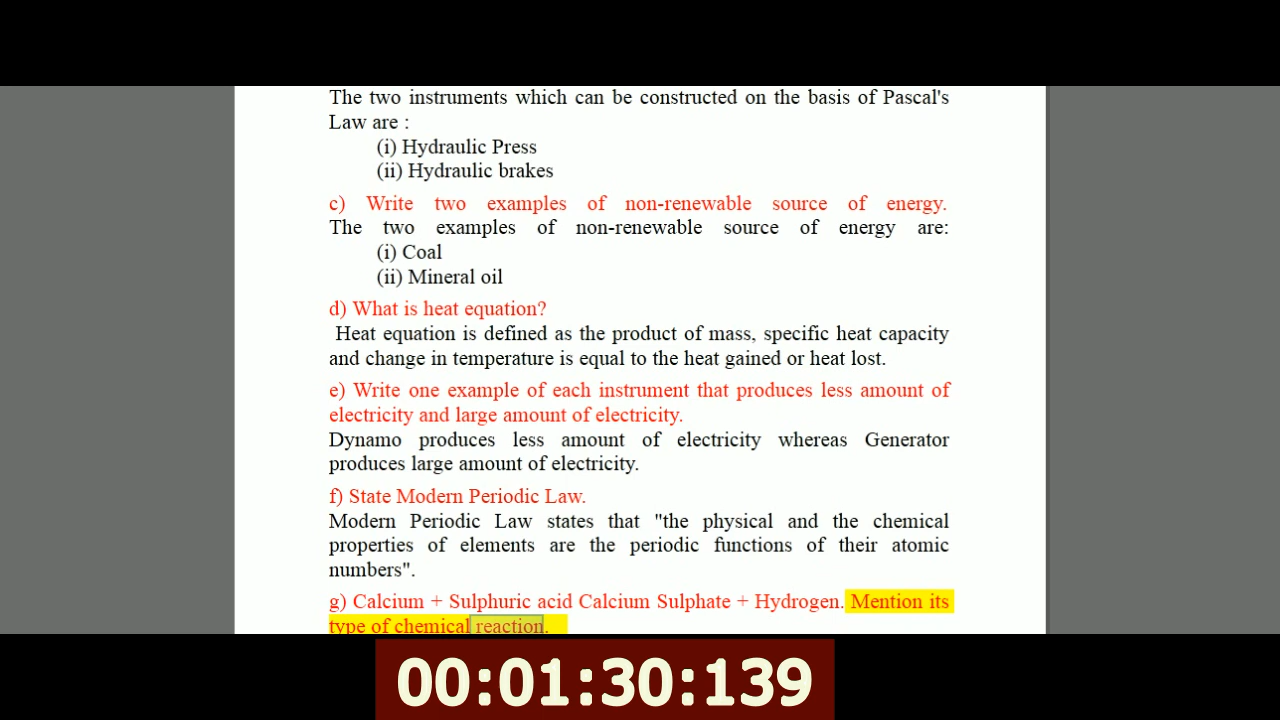 The two instruments which can be constructed on the basis of Pascal's
Law are :
(i) Hydraulic Press
(ii) Hydraulic brakes
c) Write two examples of non-renewable source of energy.
The two examples of non-renewable source of energy are:
(i) Coal
(ii) Mineral oil
d) What is heat equation?
Heat equation is defined as the product of mass, specific heat capacity
and change in temperature is equal to the heat gained or heat lost.
e) Write one example of each instrument that produces less amount of
electricity and large amount of electricity.
Dynamo produces less amount of electricity whereas Generator
produces large amount of electricity.
f) State Modern Periodic Law.
Modern Periodic Law states that "the physical and the chemical
properties of elements are the periodic functions of their atomic
numbers".
g) Calcium + Sulphuric acid Calcium Sulphate + Hydrogen. Mention its
type of chemical reaction.
00:01:30:139